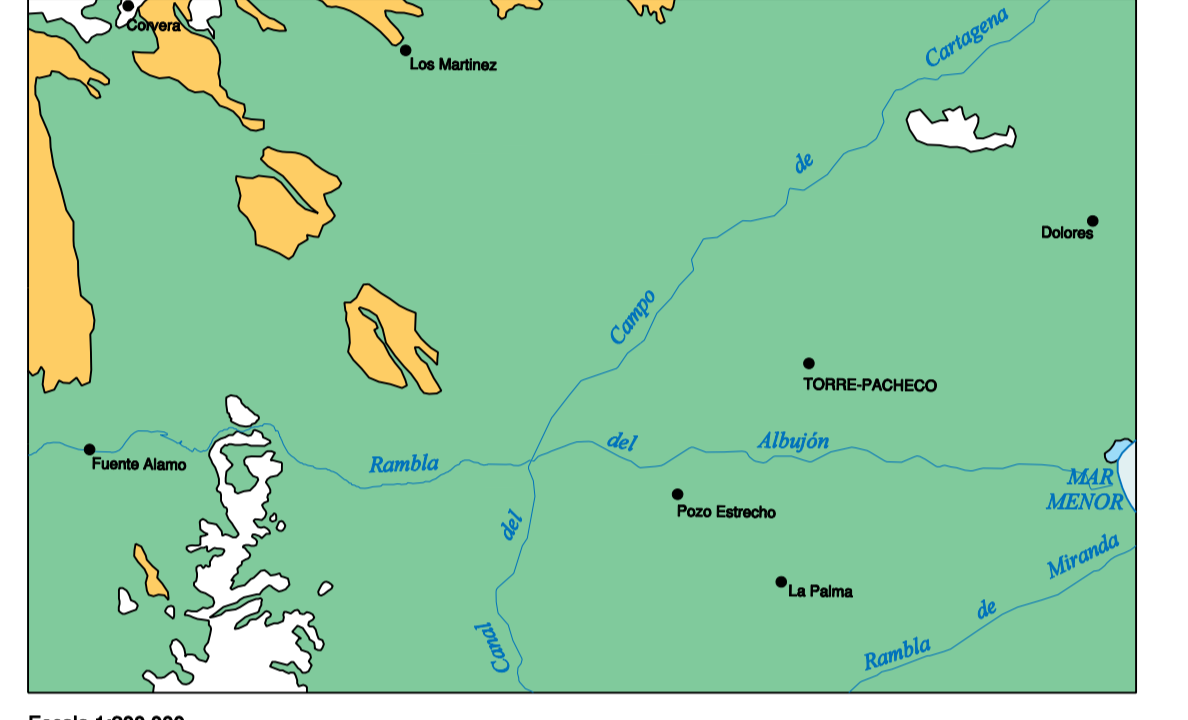 Corvera
Los Martinez
Canal del Campo de Cartagena
Dolores
TORRE-PACHECO
Rambla del Albujón
Fuente Alamo
MAR
MENOR
Pozo Estrecho
La Palma
Rambla de Miranda